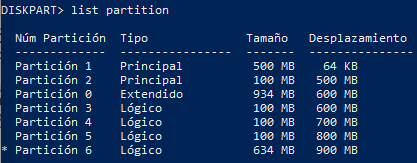 DISKPART> list partition
Núm Partición  Tipo              Tamaño   Desplazamiento
-------------  ----------------  -------  ---------------
Partición 1    Principal          500 MB    64 KB
Partición 2    Principal          100 MB   500 MB
Partición 0    Extendido          934 MB   600 MB
Partición 3    Lógico             100 MB   600 MB
Partición 4    Lógico             100 MB   700 MB
Partición 5    Lógico             100 MB   800 MB
* Partición 6    Lógico             634 MB   900 MB